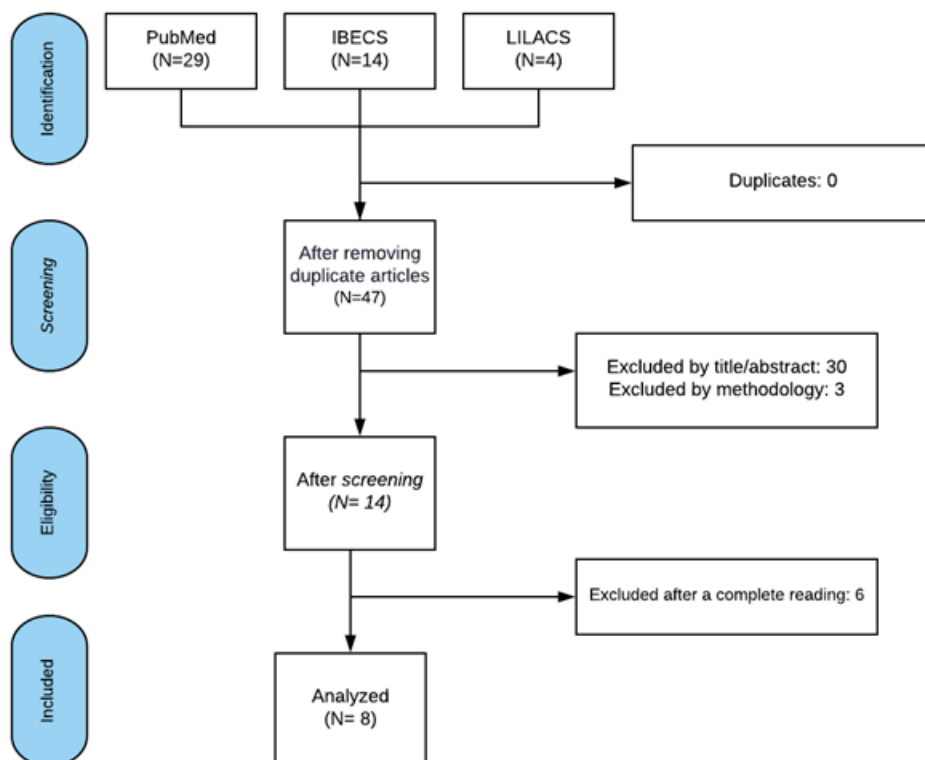 Identification
PubMed
(N=29)
IBECS
(N=14)
LILACS
(N=4)
Duplicates: 0
Screening
After removing
duplicate articles
(N=47)
Excluded by title/abstract: 30
Excluded by methodology: 3
Eligibility
After screening
(N= 14)
Excluded after a complete reading: 6
Included
Analyzed
(N= 8)